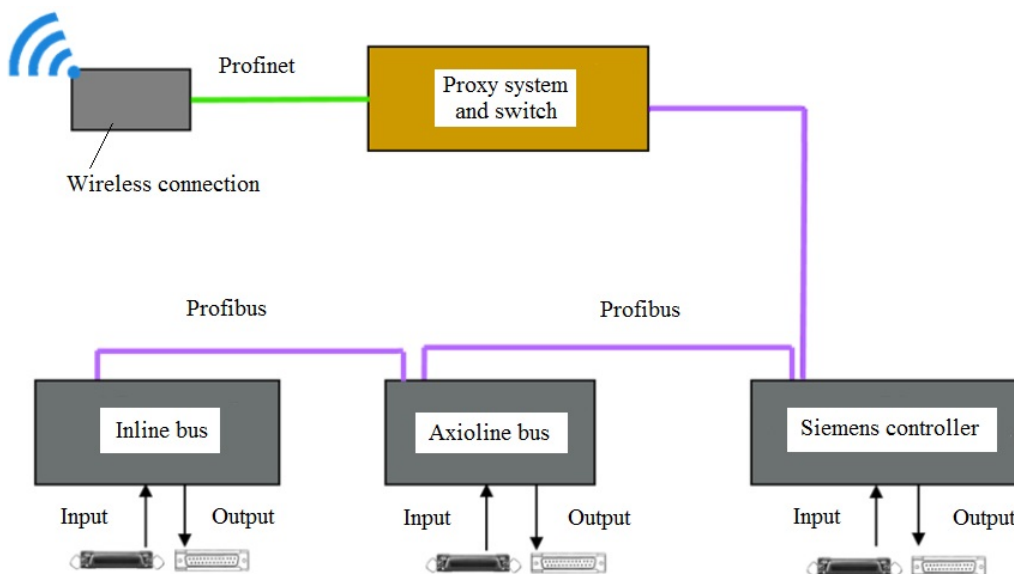 Profinet
Proxy system
and switch
Wireless connection
Profibus
Profibus
Inline bus
Axioline bus
Siemens controller
Input
Output
Input
Output
Input
Output